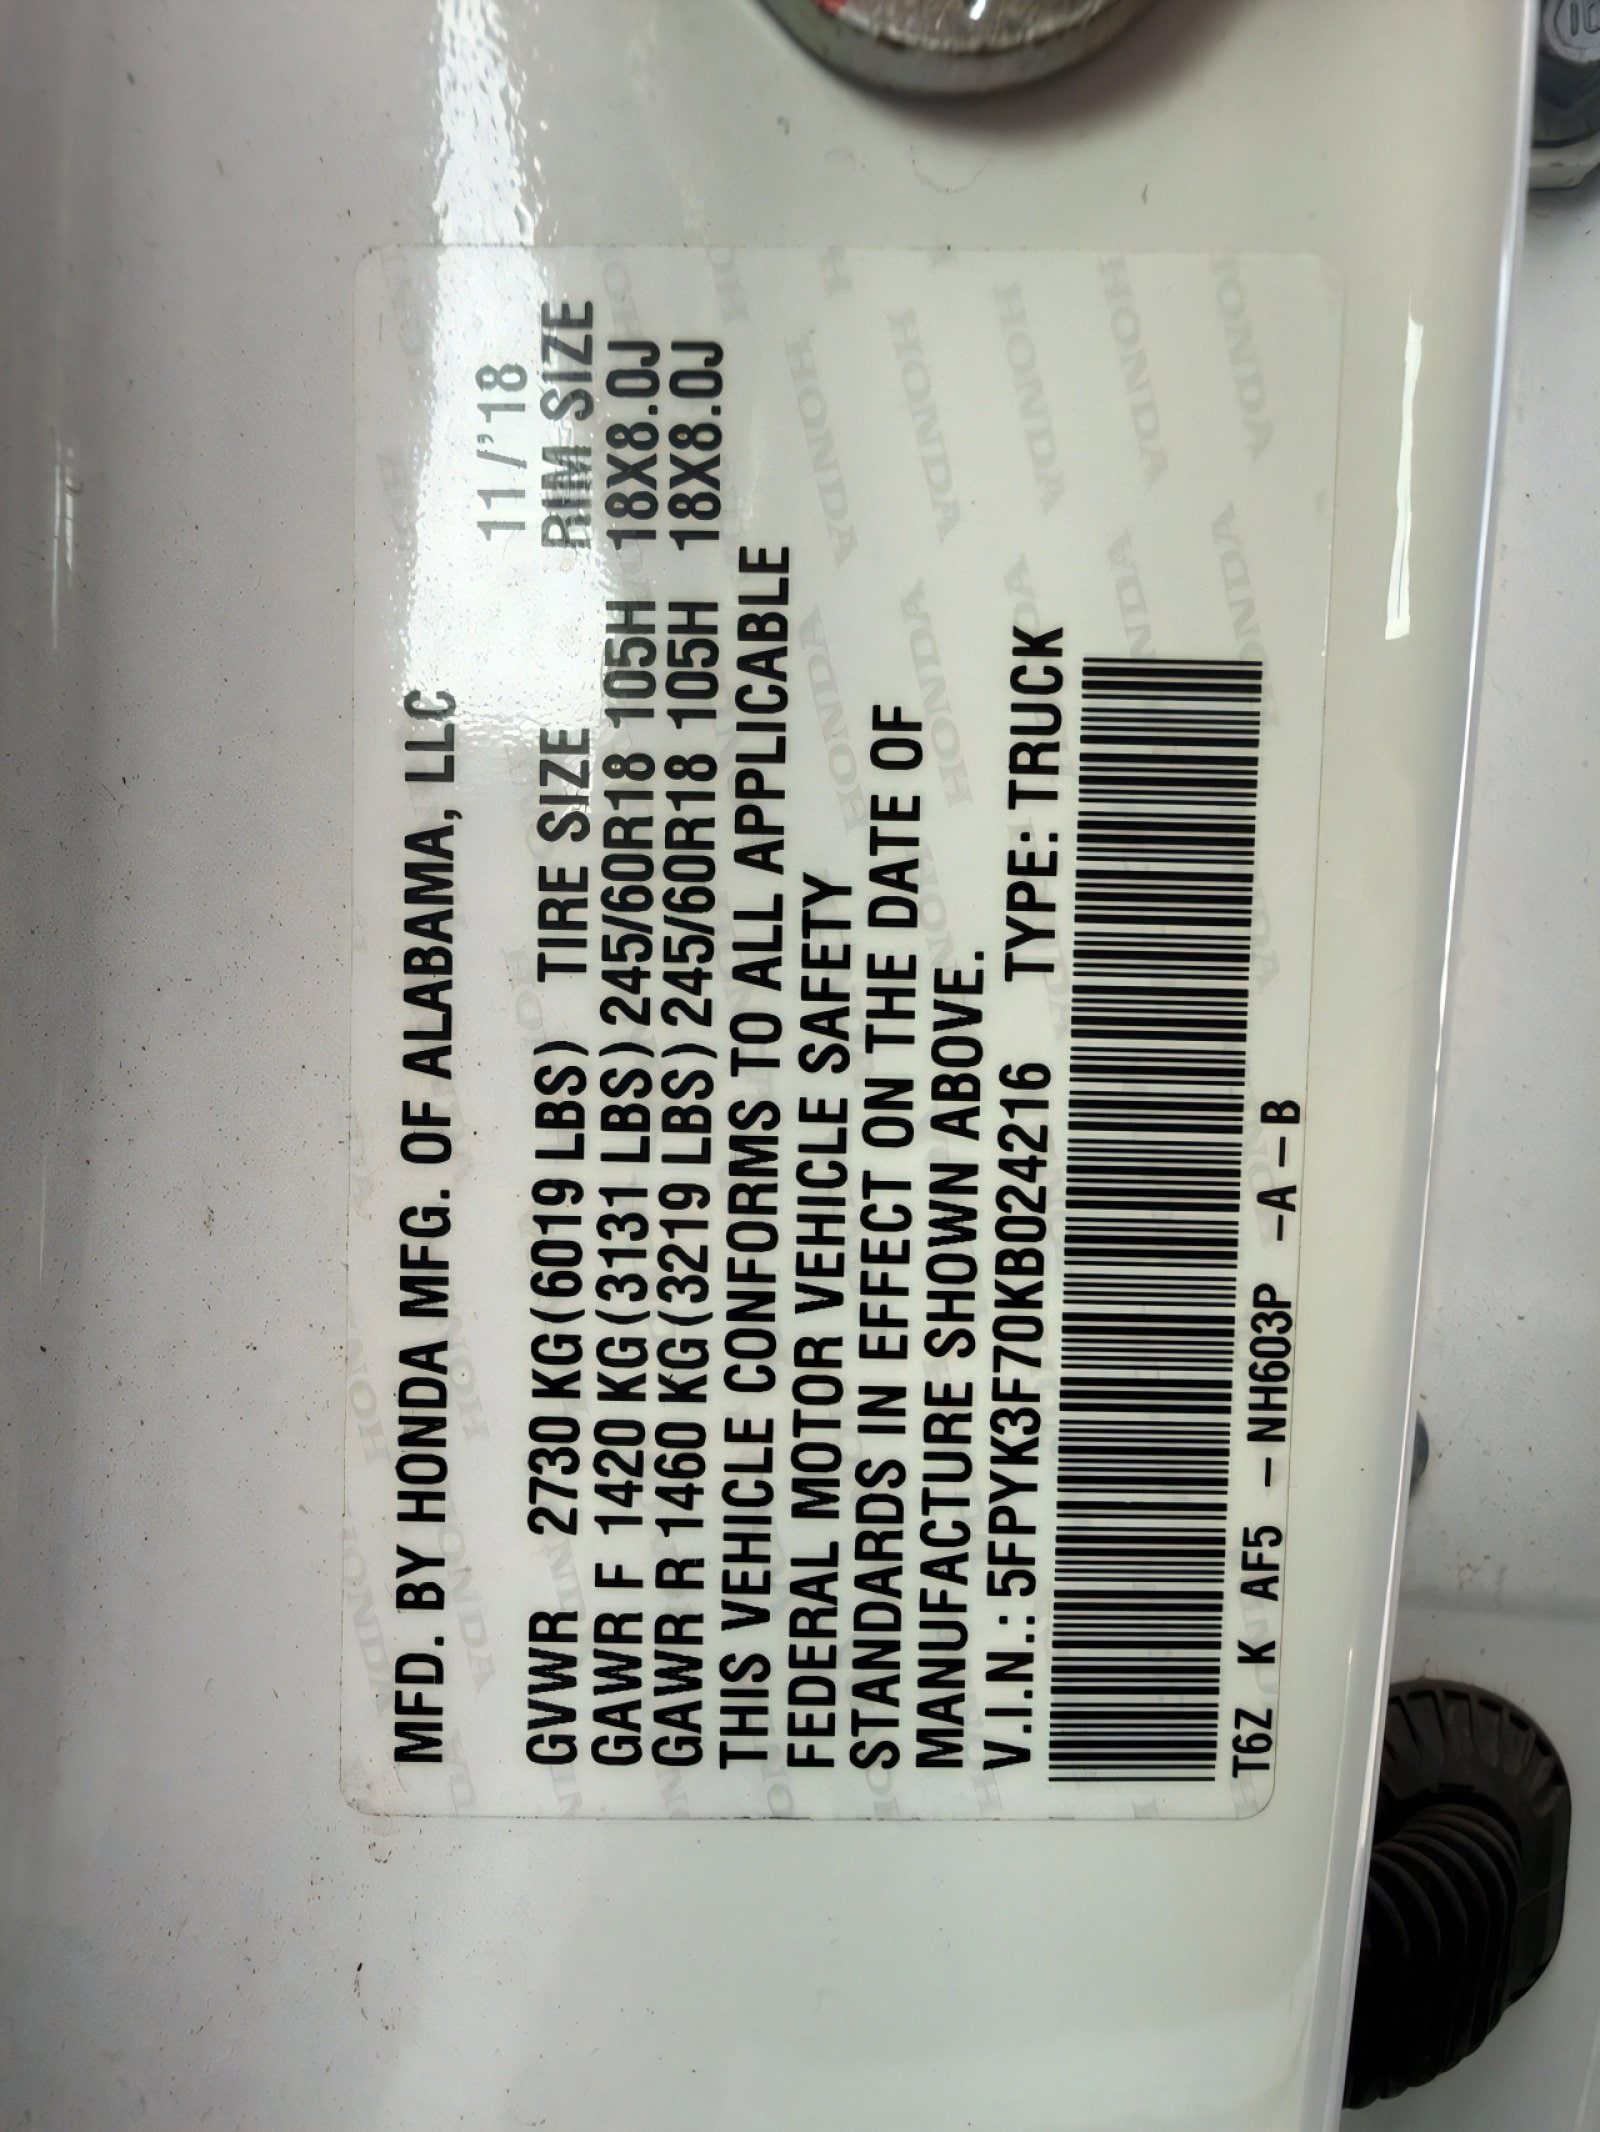 MFD. BY HONDA MFG. OF ALABAMA, LLC
11/'18
GVWR 2730 KG(6019 LBS) TIRE SIZE RIM SIZE
GAWR F 1420 KG(3131 LBS) 245/60R18 105H 18X8.0J
GAWR R 1460 KG(3219 LBS) 245/60R18 105H 18X8.0J
THIS VEHICLE CONFORMS TO ALL APPLICABLE
FEDERAL MOTOR VEHICLE SAFETY
STANDARDS IN EFFECT ON THE DATE OF
MANUFACTURE SHOWN ABOVE.
V.I.N.: 5FPYK3F70KB024216 TYPE: TRUCK
T6Z K AF5 – NH603P –A–B